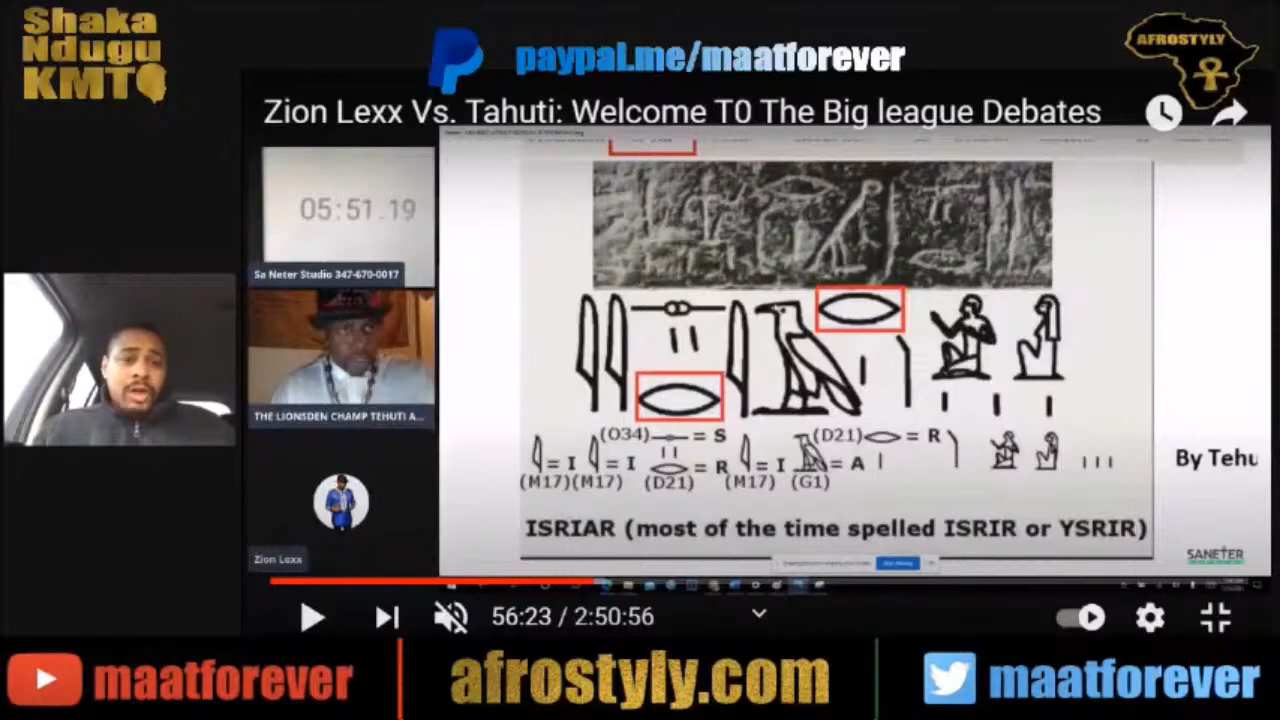 Shaka
Ndugu
KMT
paypal.me/maatforever
AFROSTYLY
Zion Lexx Vs. Tahuti: Welcome T0 The Big league Debates
05:51.19
Sa Neter Studio 347-670-0017
THE LIONSDEN CHAMP TEHUTI A...
Zion Lexx
(O34) = S
(D21) = R
= I = I = R = I = A
(M17)(M17) (D21) (M17) (G1)
ISRIAR (most of the time spelled ISRIR or YSRIR)
By Tehu
SANETER
56:23 / 2:50:56
maatforever
afrostyly.com
maatforever